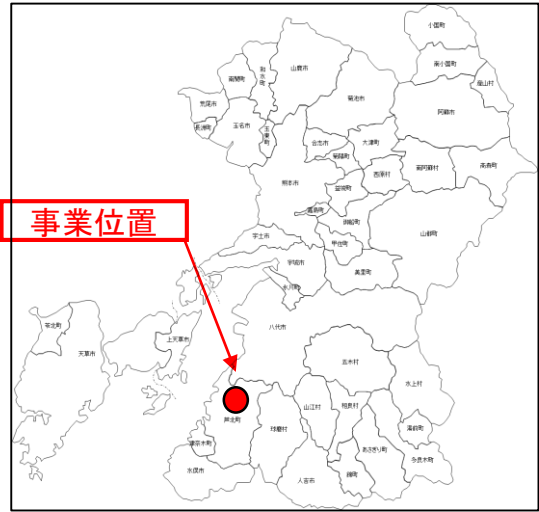 小国町
南小国町
産山村
和水町
山鹿市
南関町
菊池市
阿蘇市
荒尾市
長洲町
玉名市
玉東町
合志市
大津町
菊陽町
西原村
南阿蘇村
高森町
熊本市
益城町
嘉島町
御船町
山都町
事業位置
宇土市
甲佐町
宇城市
美里町
氷川町
八代市
苓北町
天草市
上天草市
五木村
水上村
芦北町
球磨村
山江村
相良村
湯前町
あさぎり町
多良木町
津奈木町
水俣市
人吉市
錦町